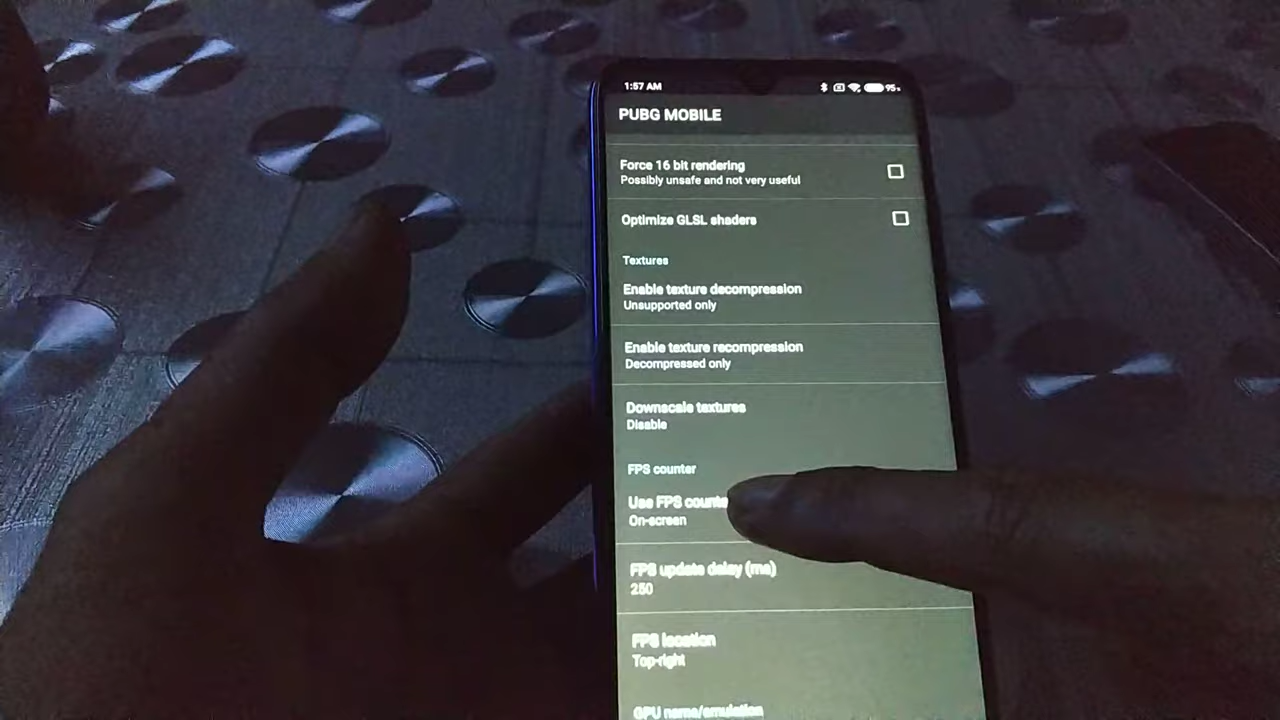 1:57 AM
95%
PUBG MOBILE
Force 16 bit rendering
Possibly unsafe and not very useful
Optimize GLSL shaders
Textures
Enable texture decompression
Unsupported only
Enable texture recompression
Decompressed only
Downscale textures
Disable
FPS counter
Use FPS counte
On-screen
FPS update delay (ms)
250
FPS location
Top-right
GPU name/emulation